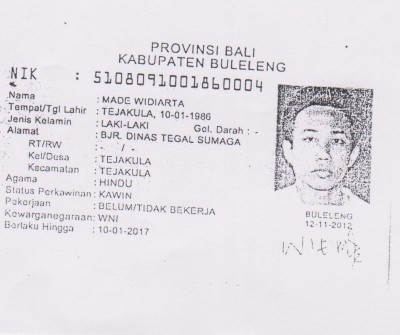 PROVINSI BALI
KABUPATEN BULELENG
NIK : 5108091001860004
Nama : MADE WIDIARTA
Tempat/Tgl Lahir : TEJAKULA, 10-01-1986
Jenis Kelamin : LAKI-LAKI Gol. Darah : -
Alamat : BJR. DINAS TEGAL SUMAGA
RT/RW : - / -
Kel/Desa : TEJAKULA
Kecamatan : TEJAKULA
Agama : HINDU
Status Perkawinan : KAWIN
Pekerjaan : BELUM/TIDAK BEKERJA
Kewarganegaraan : WNI
Berlaku Hingga : 10-01-2017
BULELENG
12-11-2012